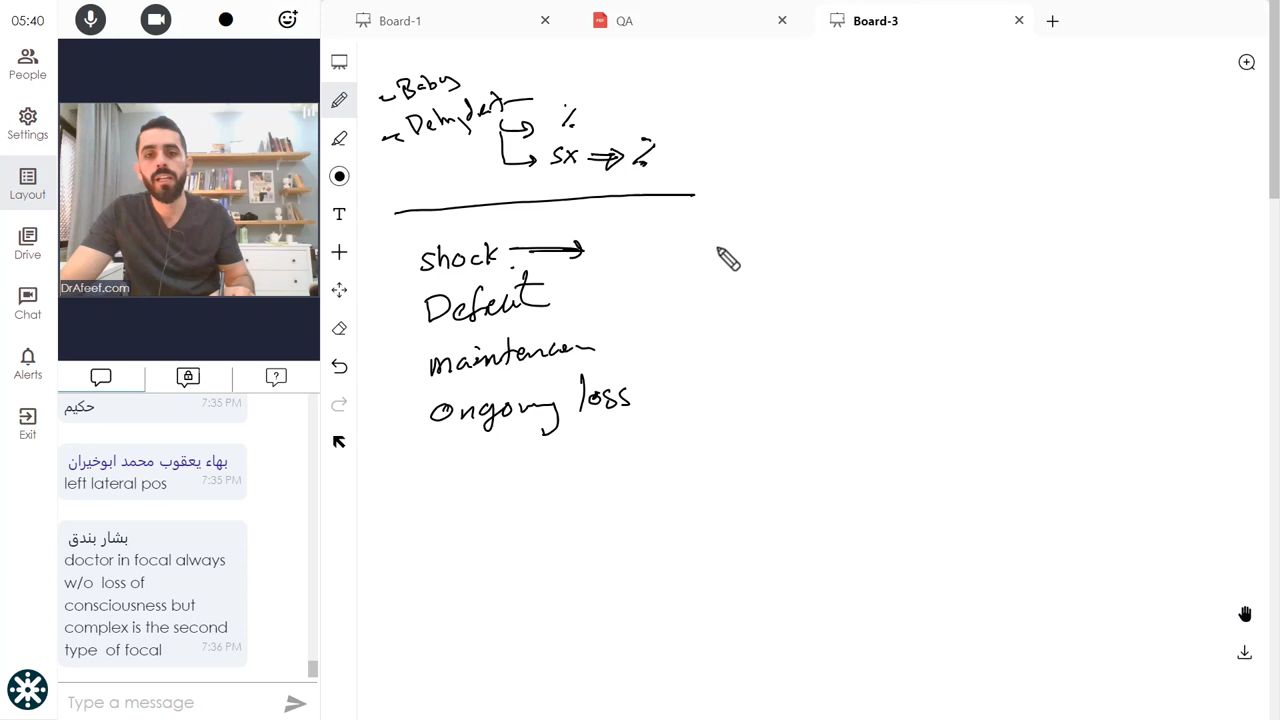 05:40
Board-1
QA
Board-3
People
Settings
Layout
Drive
Chat
Alerts
Exit
DrAfeef.com
حكيم
7:35 PM
بهاء يعقوب محمد ابوخيران
left lateral pos
7:35 PM
بشار بندق
doctor in focal always
w/o loss of
consciousness but
complex is the second
type of focal
7:36 PM
Type a message
T
Baby
%
sx ⇒ %
shock →
Deficit
maintenance
Ongoing loss